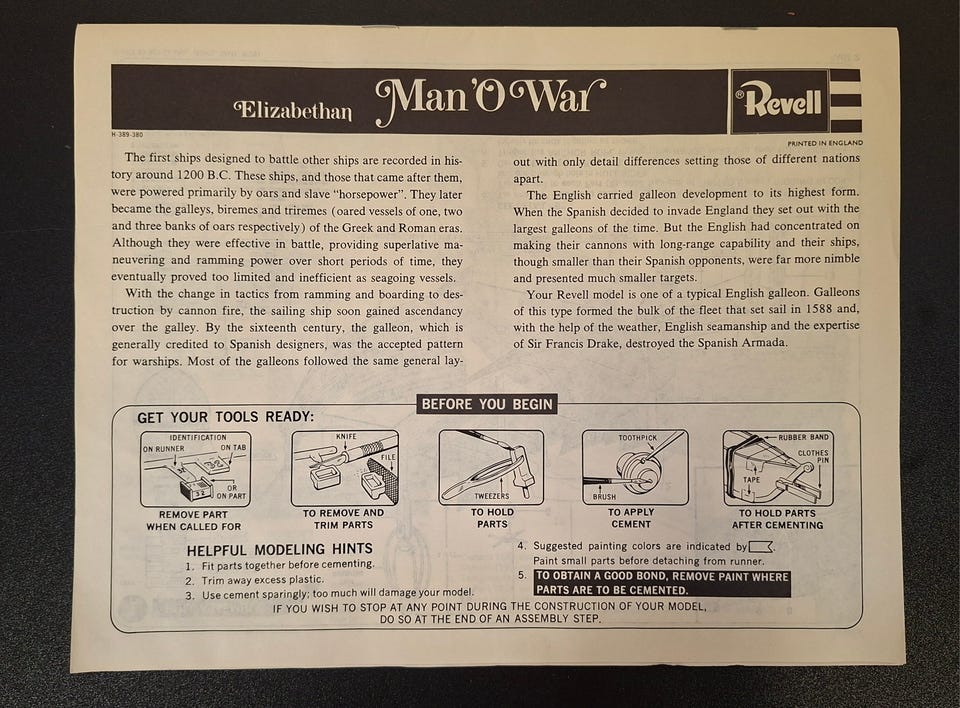 Elizabethan Man 'O War
®Revell
H-389-380
PRINTED IN ENGLAND
The first ships designed to battle other ships are recorded in his-
tory around 1200 B.C. These ships, and those that came after them,
were powered primarily by oars and slave "horsepower". They later
became the galleys, biremes and triremes (oared vessels of one, two
and three banks of oars respectively) of the Greek and Roman eras.
Although they were effective in battle, providing superlative ma-
neuvering and ramming power over short periods of time, they
eventually proved too limited and inefficient as seagoing vessels.
With the change in tactics from ramming and boarding to des-
truction by cannon fire, the sailing ship soon gained ascendancy
over the galley. By the sixteenth century, the galleon, which is
generally credited to Spanish designers, was the accepted pattern
for warships. Most of the galleons followed the same general lay-
out with only detail differences setting those of different nations
apart.
The English carried galleon development to its highest form.
When the Spanish decided to invade England they set out with the
largest galleons of the time. But the English had concentrated on
making their cannons with long-range capability and their ships,
though smaller than their Spanish opponents, were far more nimble
and presented much smaller targets.
Your Revell model is one of a typical English galleon. Galleons
of this type formed the bulk of the fleet that set sail in 1588 and,
with the help of the weather, English seamanship and the expertise
of Sir Francis Drake, destroyed the Spanish Armada.
BEFORE YOU BEGIN
GET YOUR TOOLS READY:
IDENTIFICATION
ON RUNNER
ON TAB
OR
ON PART
32
REMOVE PART
WHEN CALLED FOR
KNIFE
FILE
TO REMOVE AND
TRIM PARTS
TWEEZERS
TO HOLD
PARTS
TOOTHPICK
BRUSH
TO APPLY
CEMENT
RUBBER BAND
CLOTHES
PIN
TAPE
TO HOLD PARTS
AFTER CEMENTING
HELPFUL MODELING HINTS
1. Fit parts together before cementing.
2. Trim away excess plastic.
3. Use cement sparingly; too much will damage your model.
4. Suggested painting colors are indicated by
Paint small parts before detaching from runner.
5. TO OBTAIN A GOOD BOND, REMOVE PAINT WHERE
PARTS ARE TO BE CEMENTED.
IF YOU WISH TO STOP AT ANY POINT DURING THE CONSTRUCTION OF YOUR MODEL,
DO SO AT THE END OF AN ASSEMBLY STEP.